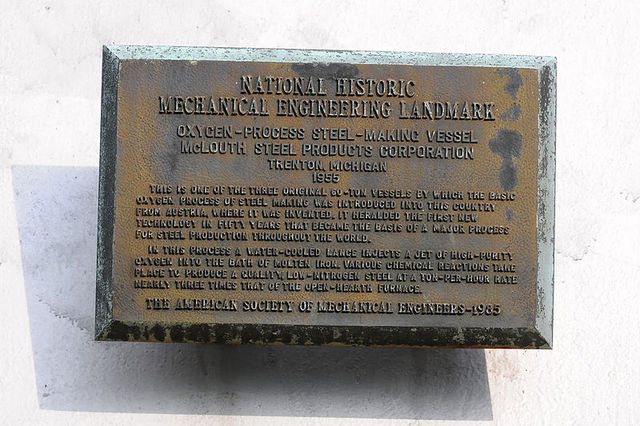 NATIONAL HISTORIC
MECHANICAL ENGINEERING LANDMARK
OXYGEN-PROCESS STEEL-MAKING VESSEL
MCLOUTH STEEL PRODUCTS CORPORATION
TRENTON, MICHIGAN
1955
THIS IS ONE OF THE THREE ORIGINAL 60-TON VESSELS BY WHICH THE BASIC
OXYGEN PROCESS OF STEEL MAKING WAS INTRODUCED INTO THIS COUNTRY
FROM AUSTRIA, WHERE IT WAS INVENTED. IT HERALDED THE FIRST NEW
TECHNOLOGY IN FIFTY YEARS THAT BECAME THE BASIS OF A MAJOR PROCESS
FOR STEEL PRODUCTION THROUGHOUT THE WORLD.
IN THIS PROCESS A WATER-COOLED LANCE INJECTS A JET OF HIGH-PURITY
OXYGEN INTO THE BATH OF MOLTEN IRON. VARIOUS CHEMICAL REACTIONS TAKE
PLACE TO PRODUCE A QUALITY, LOW-NITROGEN STEEL AT A TON-PER-HOUR RATE
NEARLY THREE TIMES THAT OF THE OPEN-HEARTH FURNACE.
THE AMERICAN SOCIETY OF MECHANICAL ENGINEERS-1985